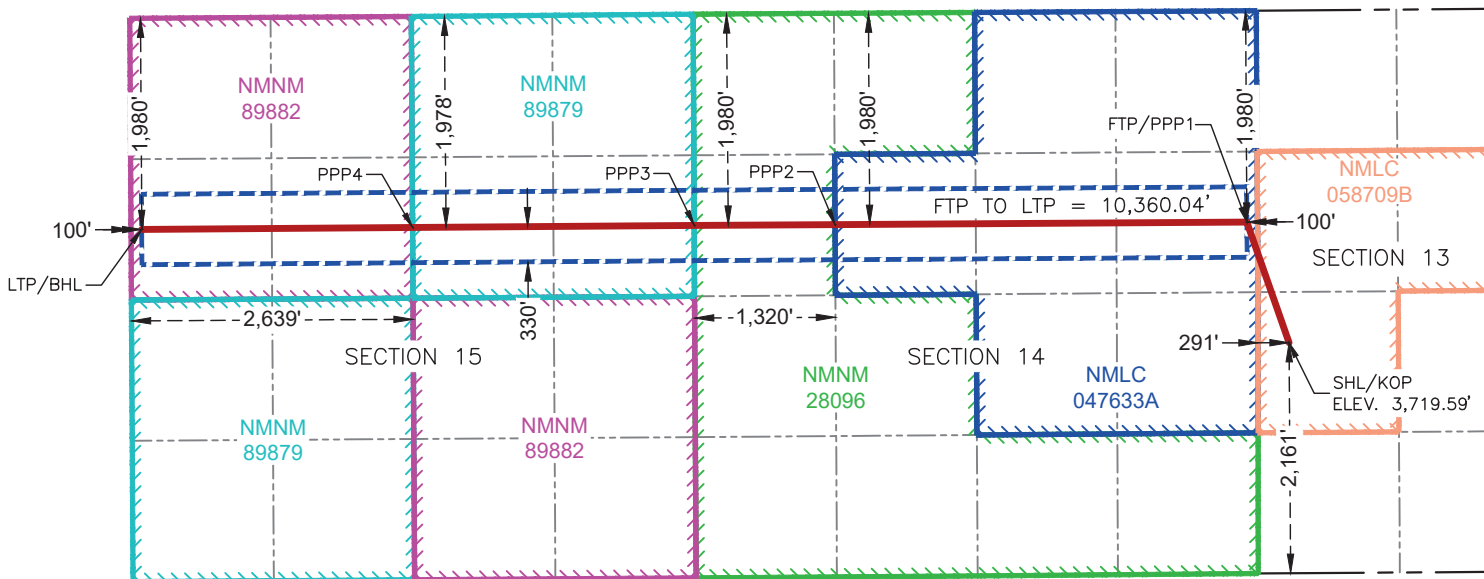 NMNM
89882
NMNM
89879
1,980'
1,978'
1,980'
1,980'
1,980'
FTP/PPP1
PPP4
PPP3
PPP2
NMLC
058709B
FTP TO LTP = 10,360.04'
100'
100'
SECTION 13
LTP/BHL
2,639'
330'
1,320'
SECTION 15
SECTION 14
291'
NMNM
28096
NMLC
047633A
SHL/KOP
ELEV. 3,719.59'
NMNM
89879
NMNM
89882
2,161'